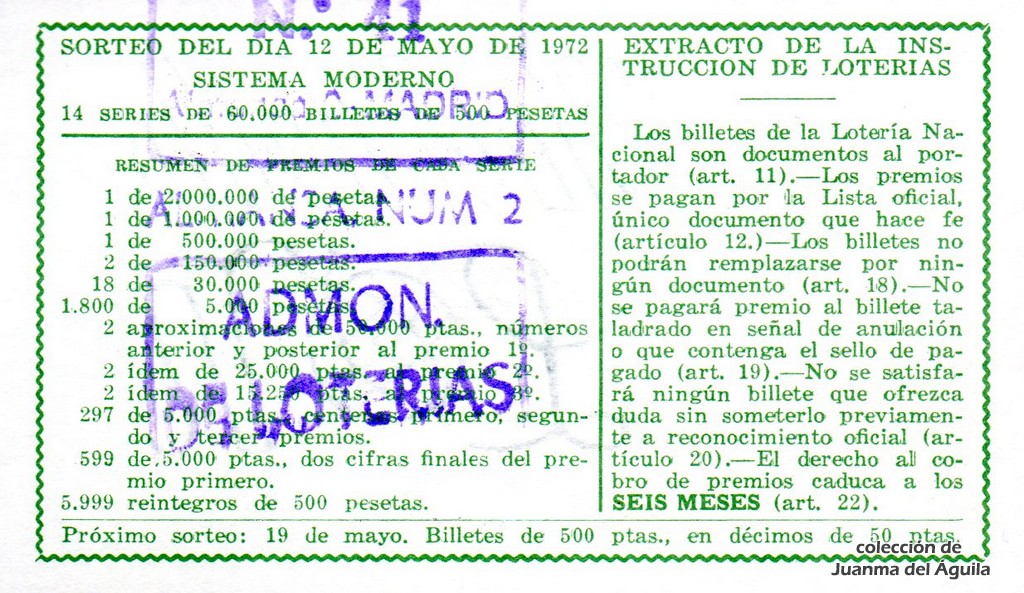 Nº 41
SORTEO DEL DIA 12 DE MAYO DE 1972
SISTEMA MODERNO
MADRID
14 SERIES DE 60.000 BILLETES DE 500 PESETAS
RESUMEN DE PREMIOS DE CADA SERIE
1 de 2.000.000 de pesetas.
1 de 1.000.000 de pesetas.
NUM 2
1 de 500.000 pesetas.
2 de 150.000 pesetas.
18 de 30.000 pesetas.
1.800 de 5.000 pesetas.
2 aproximaciones de 50.000 ptas., números
anterior y posterior al premio 1º.
2 ídem de 25.000 ptas. al premio 2º.
2 ídem de 15.250 ptas. al premio 3º.
297 de 5.000 ptas., centenas primero, segun-
do y tercer premios.
599 de 5.000 ptas., dos cifras finales del pre-
mio primero.
5.999 reintegros de 500 pesetas.
ADMON.
DE LOTERIAS
EXTRACTO DE LA INS-
TRUCCION DE LOTERIAS
Los billetes de la Lotería Na-
cional son documentos al por-
tador (art. 11).—Los premios
se pagan por la Lista oficial,
único documento que hace fe
(artículo 12.)—Los billetes no
podrán remplazarse por nin-
gún documento (art. 18).—No
se pagará premio al billete ta-
ladrado en señal de anulación
o que contenga el sello de pa-
gado (art. 19).—No se satisfa-
rá ningún billete que ofrezca
duda sin someterlo previamen-
te a reconocimiento oficial (ar-
tículo 20).—El derecho al co-
bro de premios caduca a los
SEIS MESES (art. 22).
Próximo sorteo: 19 de mayo. Billetes de 500 ptas., en décimos de 50 ptas.
colección de
Juanma del Águila